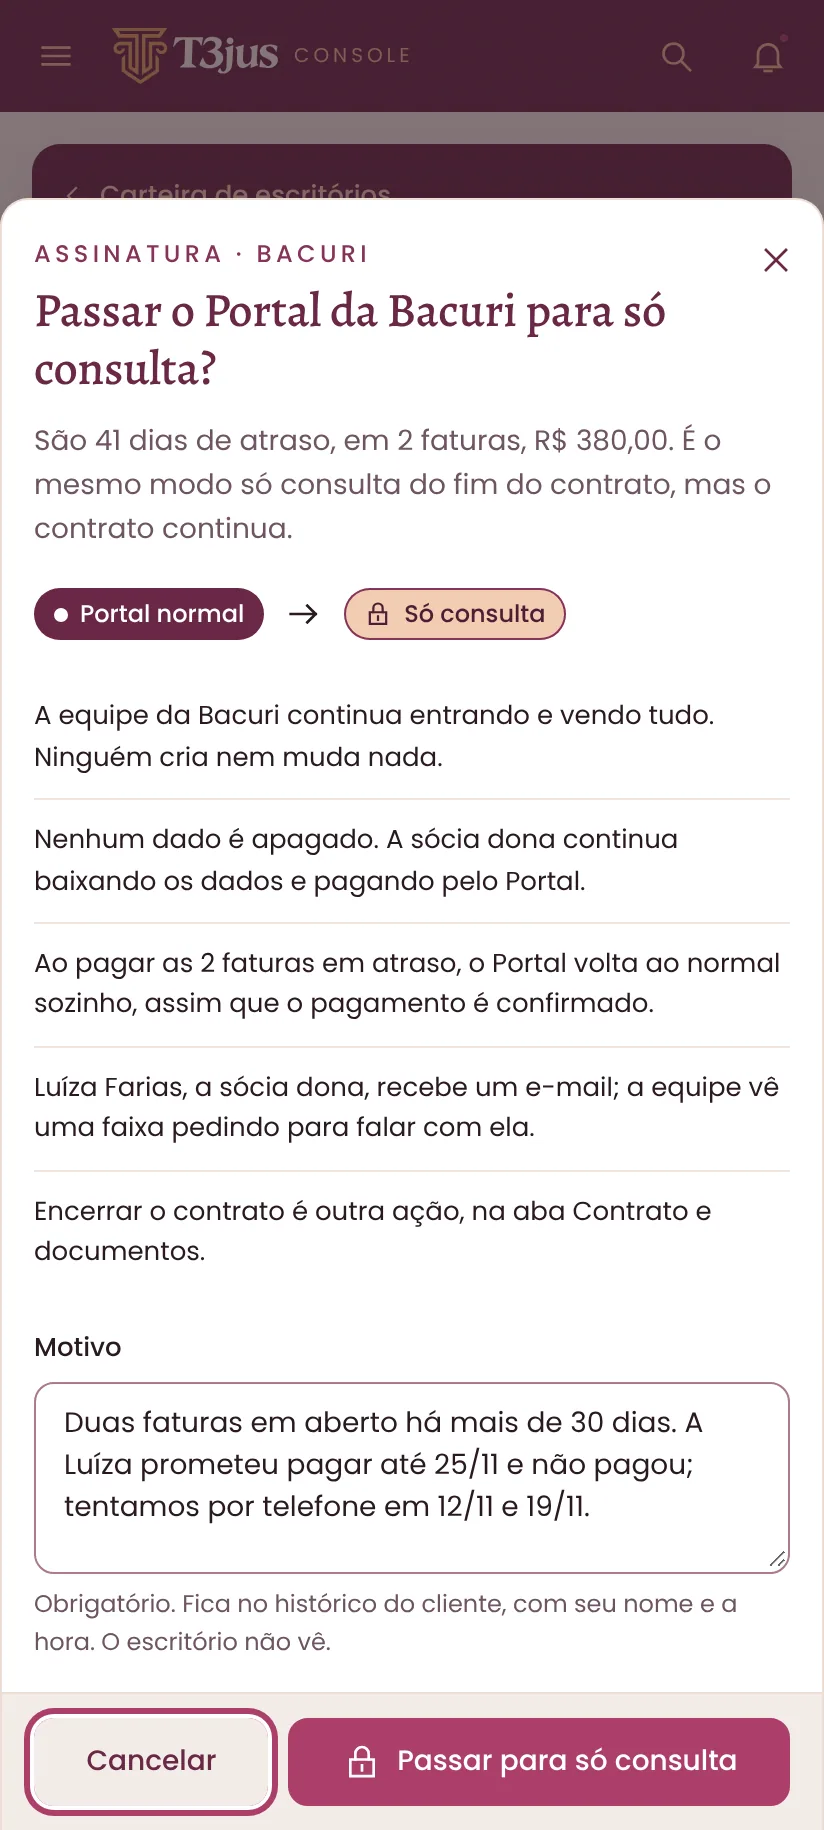 T3jus CONSOLE
Carteira de escritórios
ASSINATURA · BACURI
Passar o Portal da Bacuri para só
consulta?
São 41 dias de atraso, em 2 faturas, R$ 380,00. É o
mesmo modo só consulta do fim do contrato, mas o
contrato continua.
Portal normal → Só consulta
A equipe da Bacuri continua entrando e vendo tudo.
Ninguém cria nem muda nada.
Nenhum dado é apagado. A sócia dona continua
baixando os dados e pagando pelo Portal.
Ao pagar as 2 faturas em atraso, o Portal volta ao normal
sozinho, assim que o pagamento é confirmado.
Luíza Farias, a sócia dona, recebe um e-mail; a equipe vê
uma faixa pedindo para falar com ela.
Encerrar o contrato é outra ação, na aba Contrato e
documentos.
Motivo
Duas faturas em aberto há mais de 30 dias. A
Luíza prometeu pagar até 25/11 e não pagou;
tentamos por telefone em 12/11 e 19/11.
Obrigatório. Fica no histórico do cliente, com seu nome e a
hora. O escritório não vê.
Cancelar
Passar para só consulta